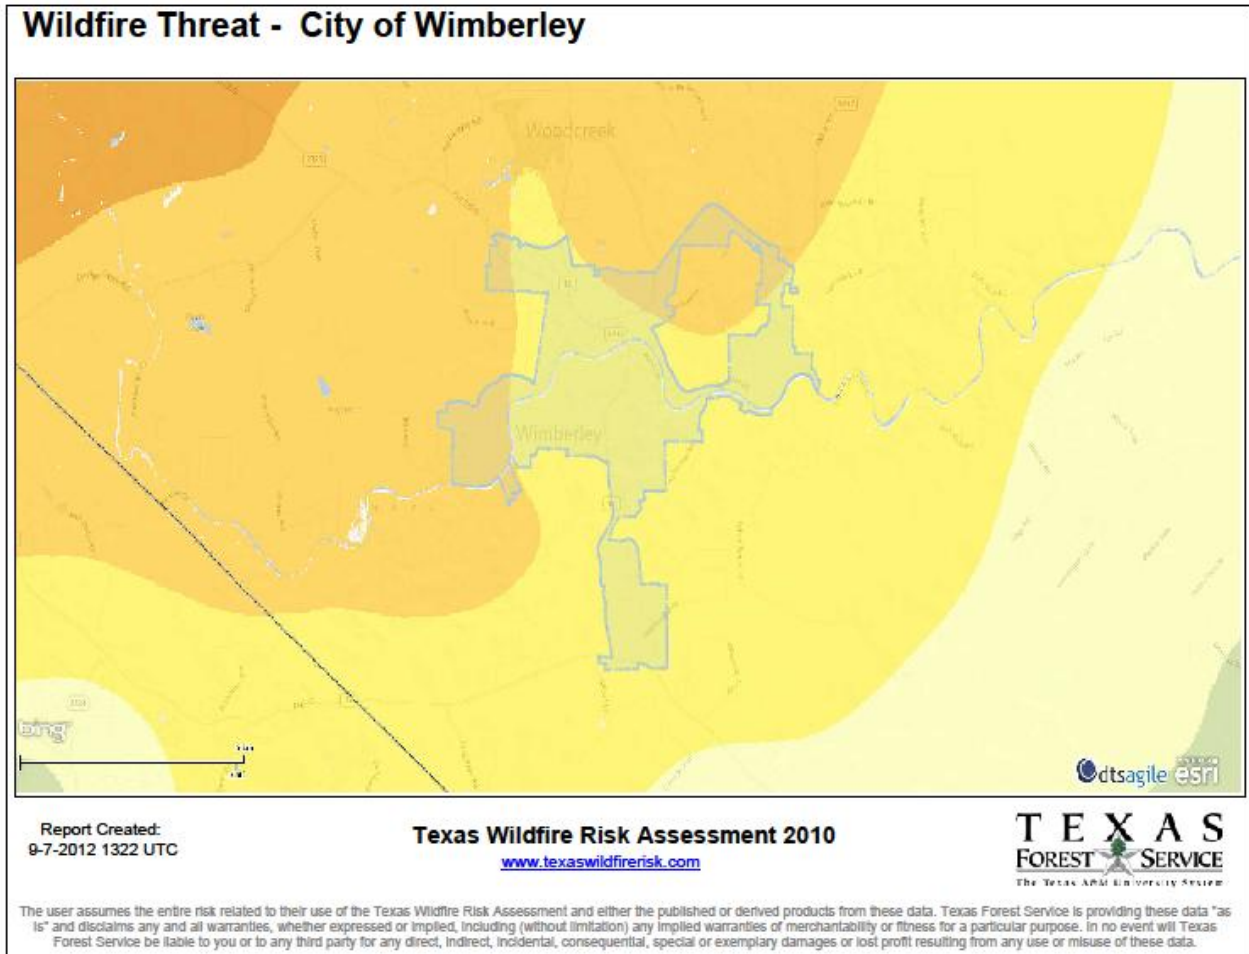 Wildfire Threat -  City of Wimberley
Woodcreek
12
Wimberley
bing
dtsagile esri
Report Created:
9-7-2012 1322 UTC
Texas Wildfire Risk Assessment 2010
www.texaswildfirerisk.com
TEXAS
FOREST SERVICE
The Texas A&M University System
The user assumes the entire risk related to their use of the Texas Wildfire Risk Assessment and either the published or derived products from these data. Texas Forest Service is providing these data "as
is" and disclaims any and all warranties, whether expressed or implied, including (without limitation) any implied warranties of merchantability or fitness for a particular purpose. In no event will Texas
Forest Service be liable to you or to any third party for any direct, indirect, incidental, consequential, special or exemplary damages or lost profit resulting from any use or misuse of these data.